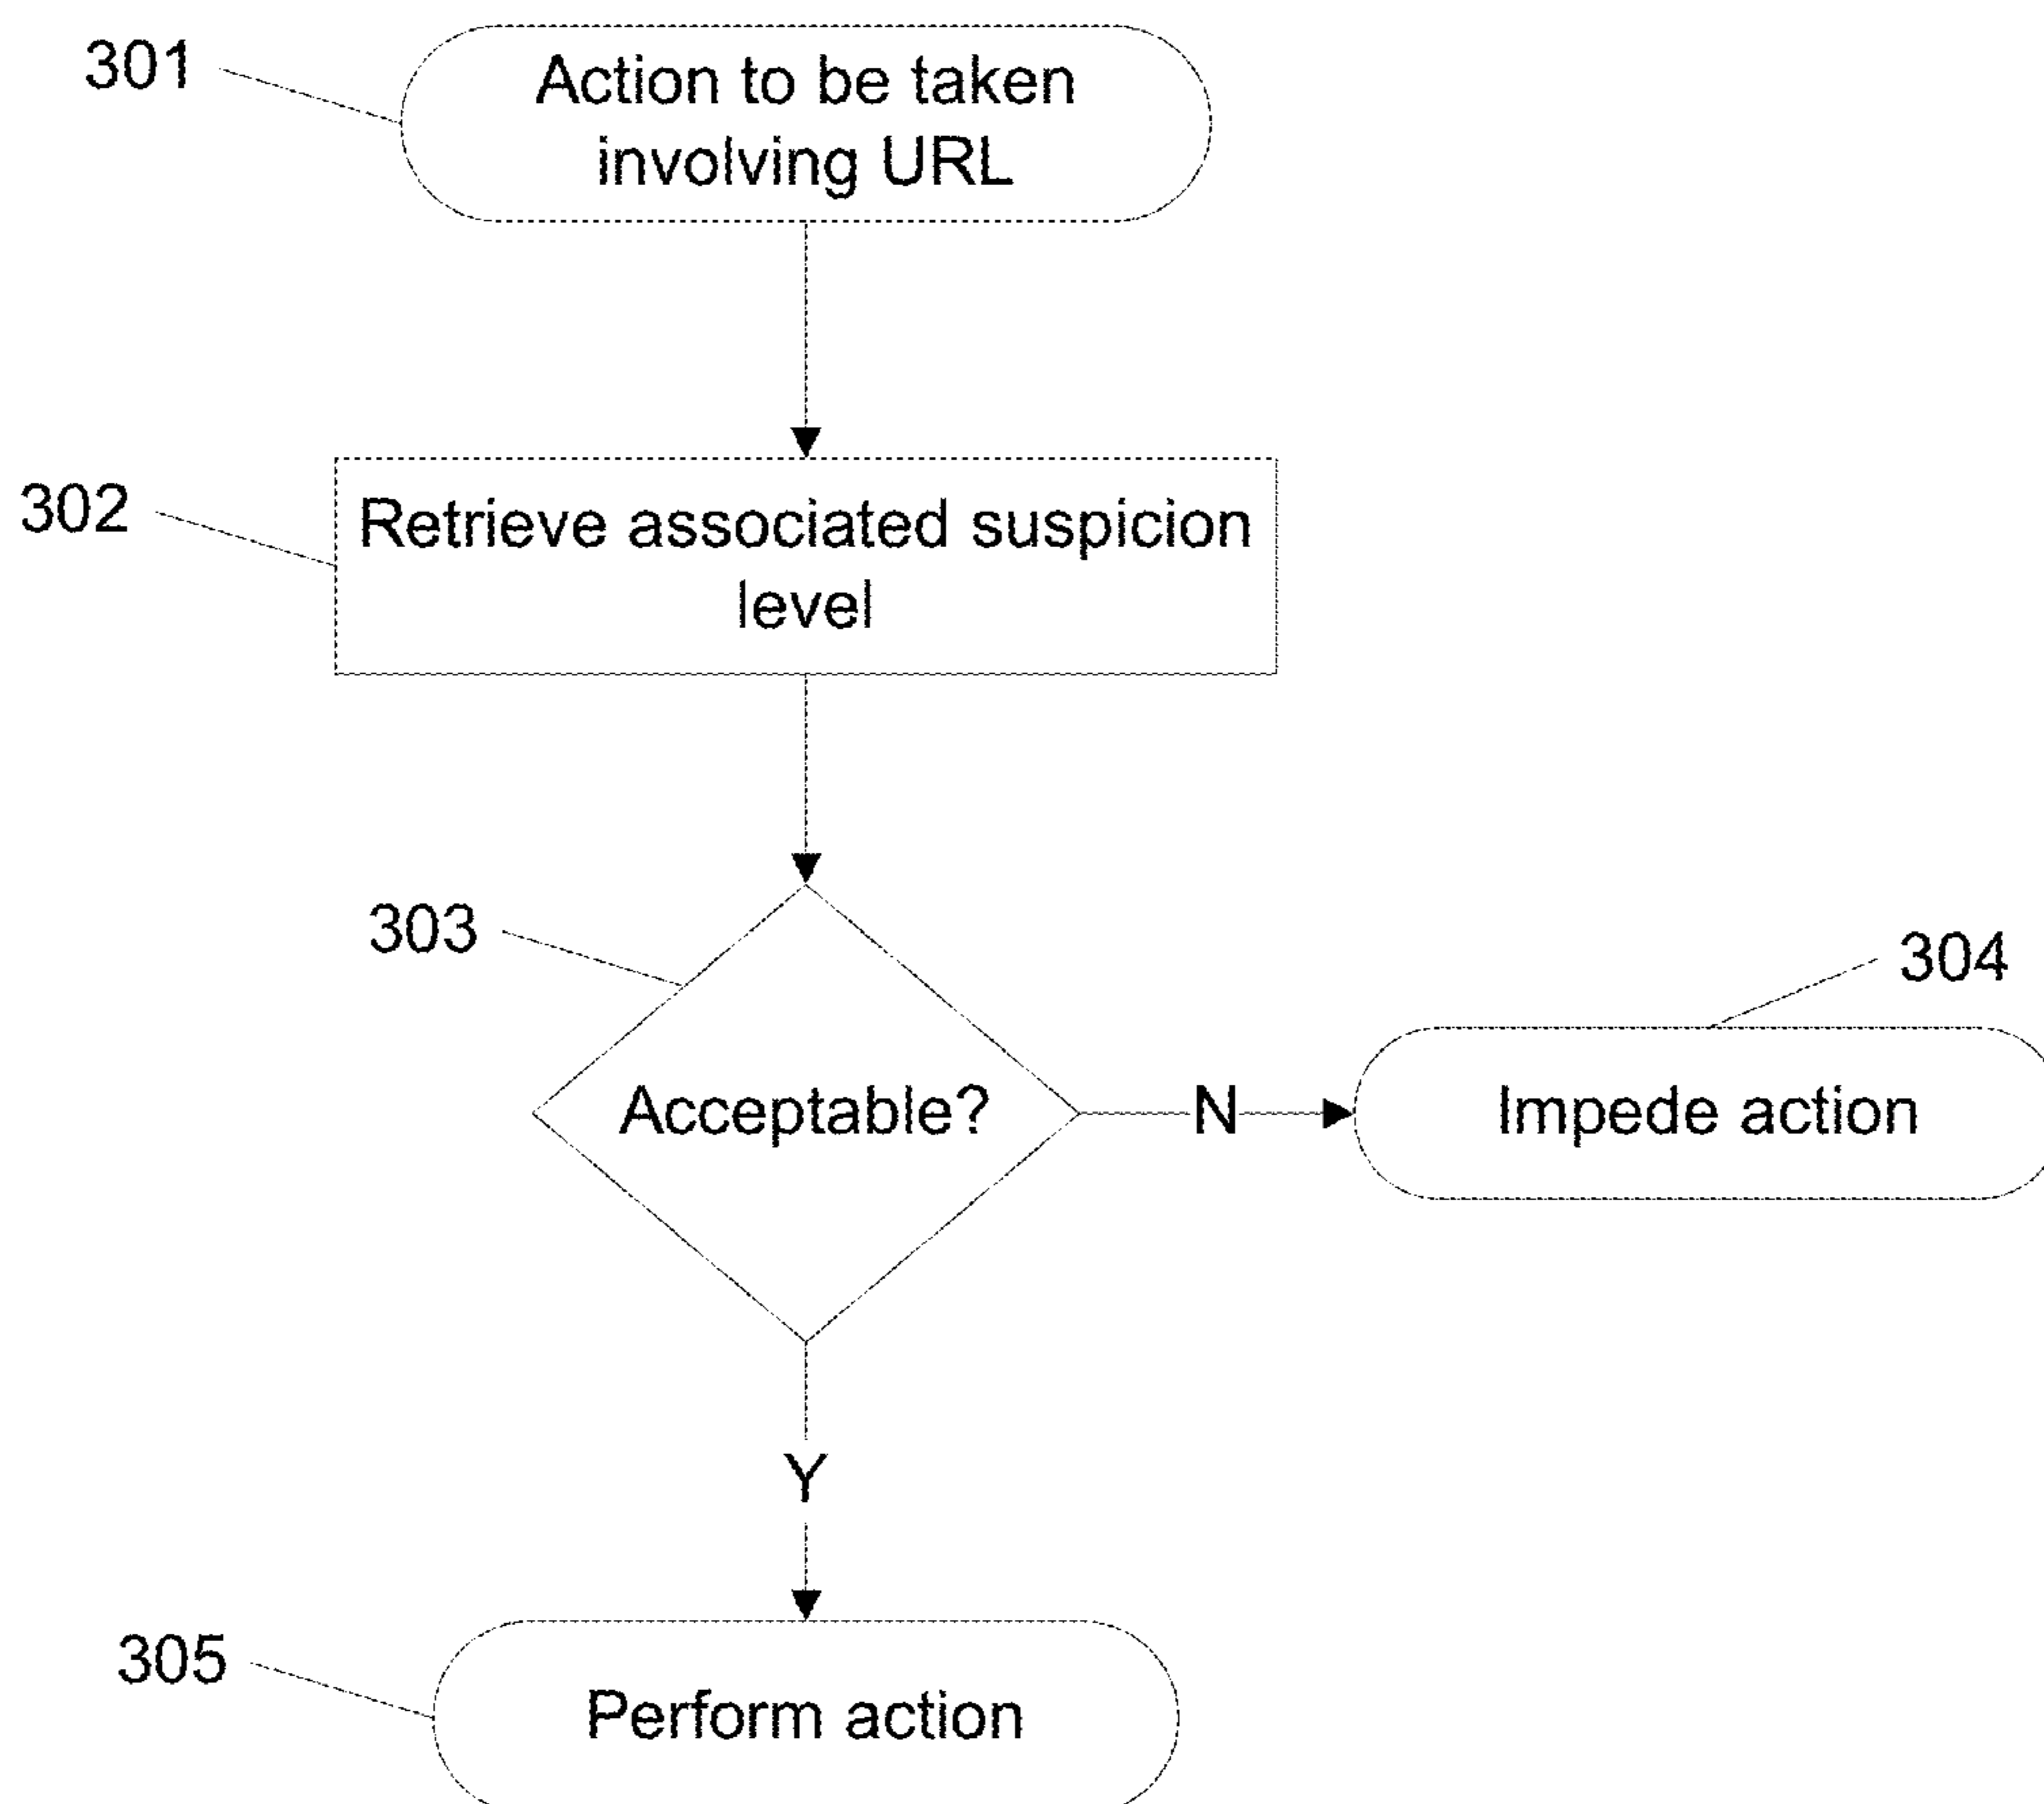 301
Action to be taken
involving URL
302
Retrieve associated suspicion
level
303
Acceptable?
N
304
Impede action
Y
305
Perform action